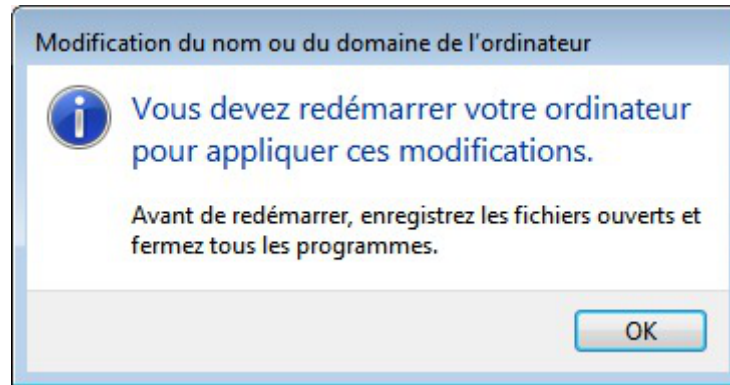 Modification du nom ou du domaine de l’ordinateur
Vous devez redémarrer votre ordinateur
pour appliquer ces modifications.
Avant de redémarrer, enregistrez les fichiers ouverts et
fermez tous les programmes.
OK